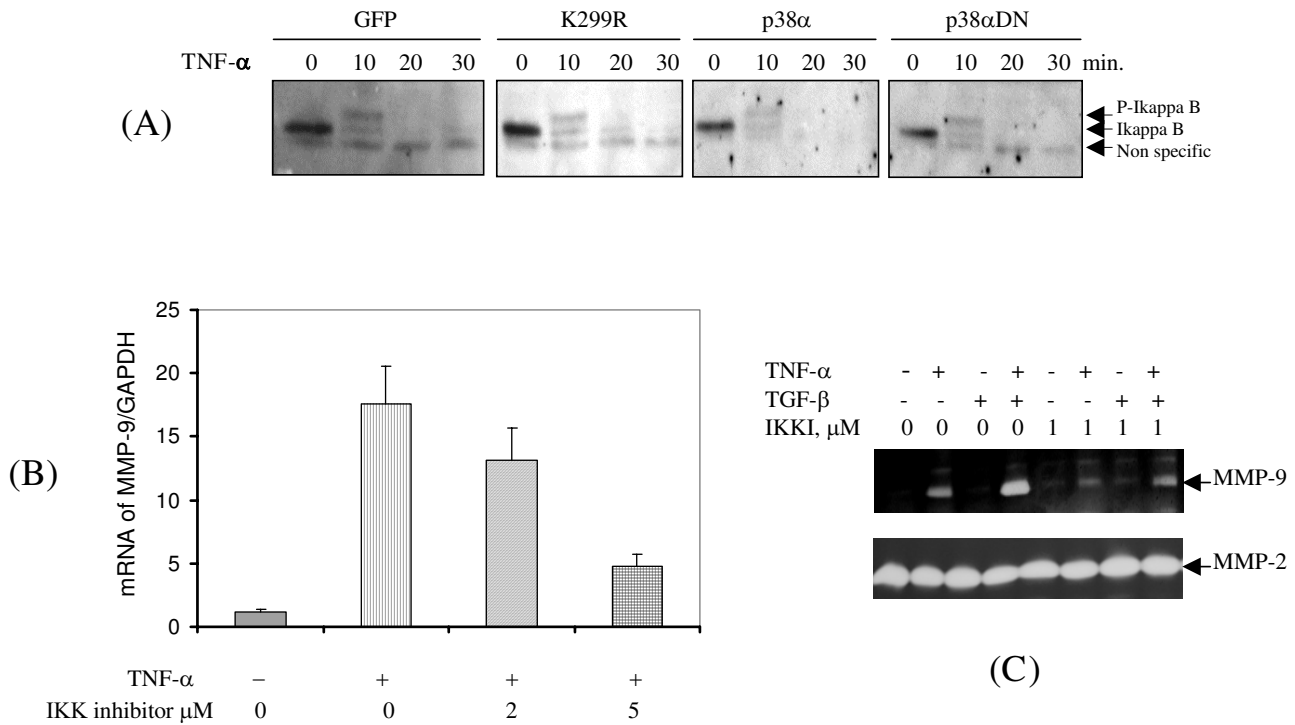 GFP K299R p38α p38αDN
TNF-α 0 10 20 30 0 10 20 30 0 10 20 30 0 10 20 30 min.
(A)
P-Ikappa B
Ikappa B
Non specific
(B)
mRNA of MMP-9/GAPDH
25
20
15
10
5
0
TNF-α – + + +
IKK inhibitor μM 0 0 2 5
TNF-α - + - + - + - +
TGF-β - - + + - - + +
IKKI, μM 0 0 0 0 1 1 1 1
MMP-9
MMP-2
(C)